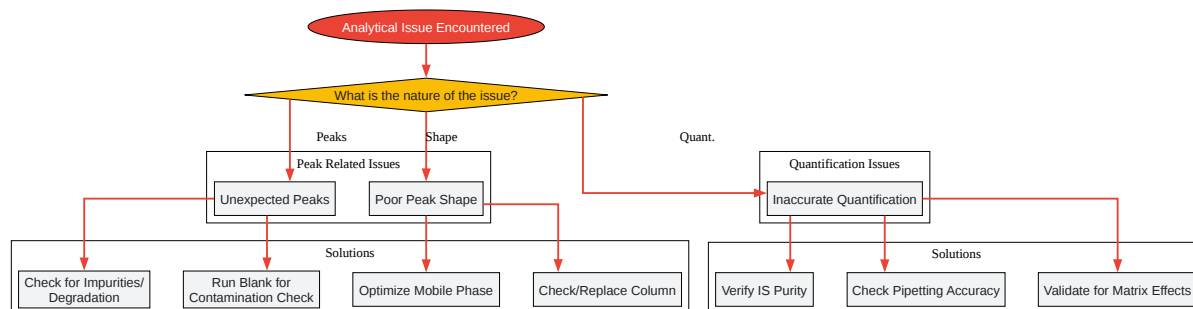 Analytical Issue Encountered
What is the nature of the issue?
Peaks
Shape
Quant.
Peak Related Issues
Quantification Issues
Unexpected Peaks
Poor Peak Shape
Inaccurate Quantification
Solutions
Solutions
Check for Impurities/
Degradation
Run Blank for
Contamination Check
Optimize Mobile Phase
Check/Replace Column
Verify IS Purity
Check Pipetting Accuracy
Validate for Matrix Effects